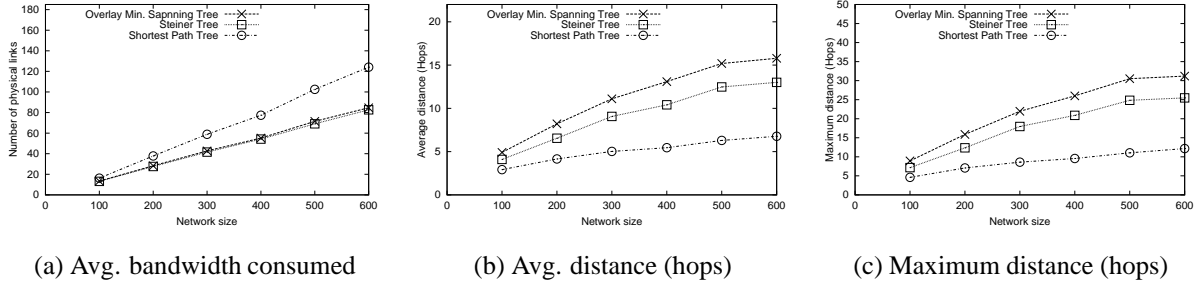 Number of physical links
180
160
140
120
100
80
60
40
20
0
Overlay Min. Sapnning Tree
Steiner Tree
Shortest Path Tree
0 100 200 300 400 500 600
Network size
(a) Avg. bandwidth consumed
Average distance (Hops)
20
15
10
5
0
Overlay Min. Spanning Tree
Steiner Tree
Shortest Path Tree
0 100 200 300 400 500 600
Network size
(b) Avg. distance (hops)
Maximum distance (Hops)
50
45
40
35
30
25
20
15
10
5
0
Overlay Min. Spanning Tree
Steiner Tree
Shortest Path Tree
0 100 200 300 400 500 600
Network size
(c) Maximum distance (hops)